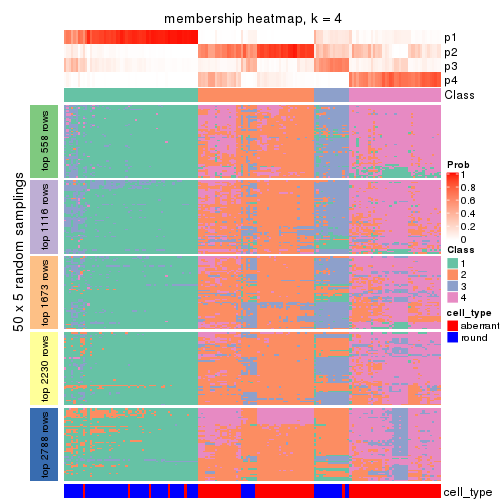 membership heatmap, k = 4
p1
p2
p3
p4
Class
50 x 5 random samplings
top 558 rows
top 1116 rows
top 1673 rows
top 2230 rows
top 2788 rows
cell_type
Prob
1
0.8
0.6
0.4
0.2
0
Class
1
2
3
4
cell_type
aberrant
round